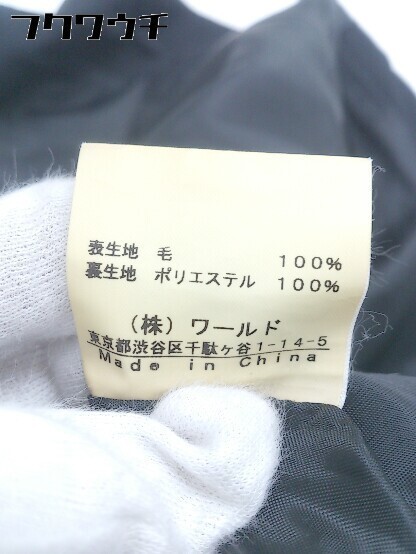 フクワウチ
表生地 毛 100%
裏生地 ポリエステル 100%
(株) ワールド
東京都渋谷区千駄ヶ谷1-14-5
Made in China